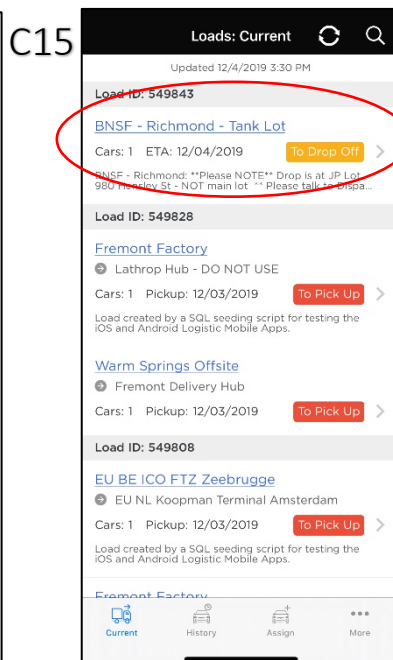 C15
Loads: Current
Updated 12/4/2019 3:30 PM
Load ID: 549843
BNSF - Richmond - Tank Lot
Cars: 1 ETA: 12/04/2019 To Drop Off
BNSF - Richmond: **Please NOTE** Drop is at JP Lot
980 Hensley St - NOT main lot ** Please talk to Dispa...
Load ID: 549828
Fremont Factory
Lathrop Hub - DO NOT USE
Cars: 1 Pickup: 12/03/2019 To Pick Up
Load created by a SQL seeding script for testing the
iOS and Android Logistic Mobile Apps.
Warm Springs Offsite
Fremont Delivery Hub
Cars: 1 Pickup: 12/03/2019 To Pick Up
Load ID: 549808
EU BE ICO FTZ Zeebrugge
EU NL Koopman Terminal Amsterdam
Cars: 1 Pickup: 12/03/2019 To Pick Up
Load created by a SQL seeding script for testing the
iOS and Android Logistic Mobile Apps.
Fremont Factory
Current History Assign More